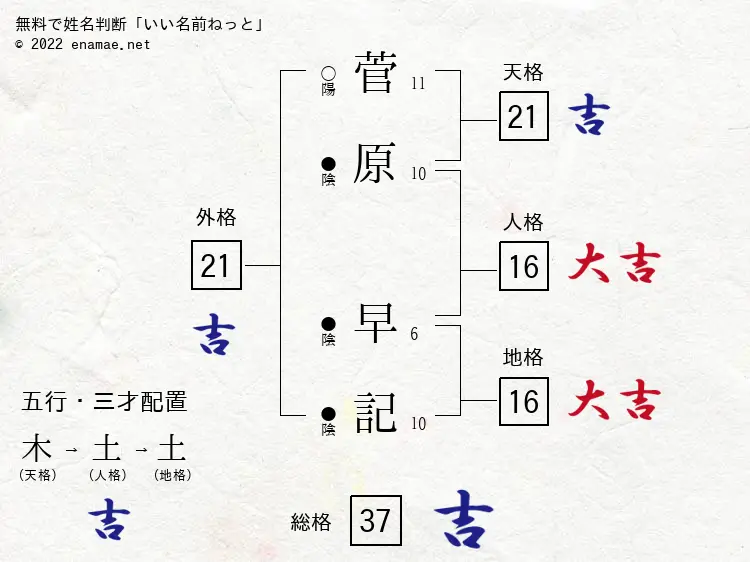 無料で姓名判断「いい名前ねっと」
© 2022 enamae.net
○陽 菅 11
●陰 原 10
●陰 早 6
●陰 記 10
天格
21 吉
人格
16 大吉
地格
16 大吉
外格
21
吉
五行・三才配置
木 → 土 → 土
(天格) (人格) (地格)
吉
総格 37 吉